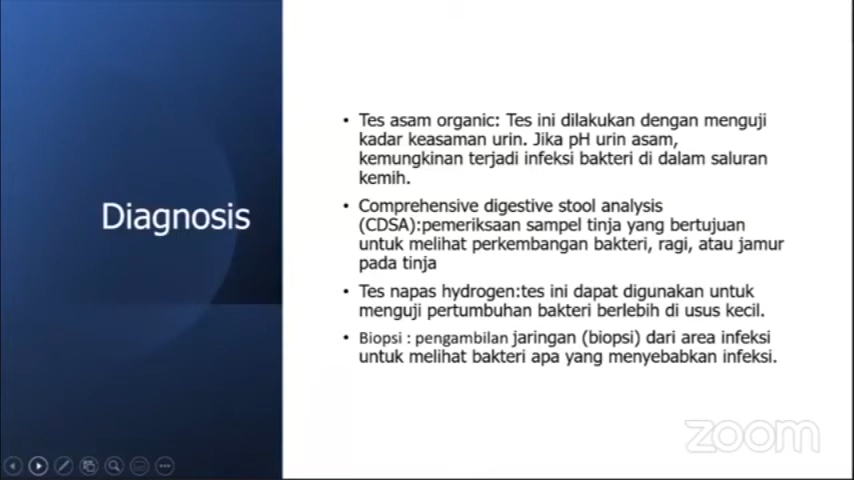 Diagnosis
• Tes asam organic: Tes ini dilakukan dengan menguji
kadar keasaman urin. Jika pH urin asam,
kemungkinan terjadi infeksi bakteri di dalam saluran
kemih.
• Comprehensive digestive stool analysis
(CDSA):pemeriksaan sampel tinja yang bertujuan
untuk melihat perkembangan bakteri, ragi, atau jamur
pada tinja
• Tes napas hydrogen:tes ini dapat digunakan untuk
menguji pertumbuhan bakteri berlebih di usus kecil.
• Biopsi : pengambilan jaringan (biopsi) dari area infeksi
untuk melihat bakteri apa yang menyebabkan infeksi.
zoom